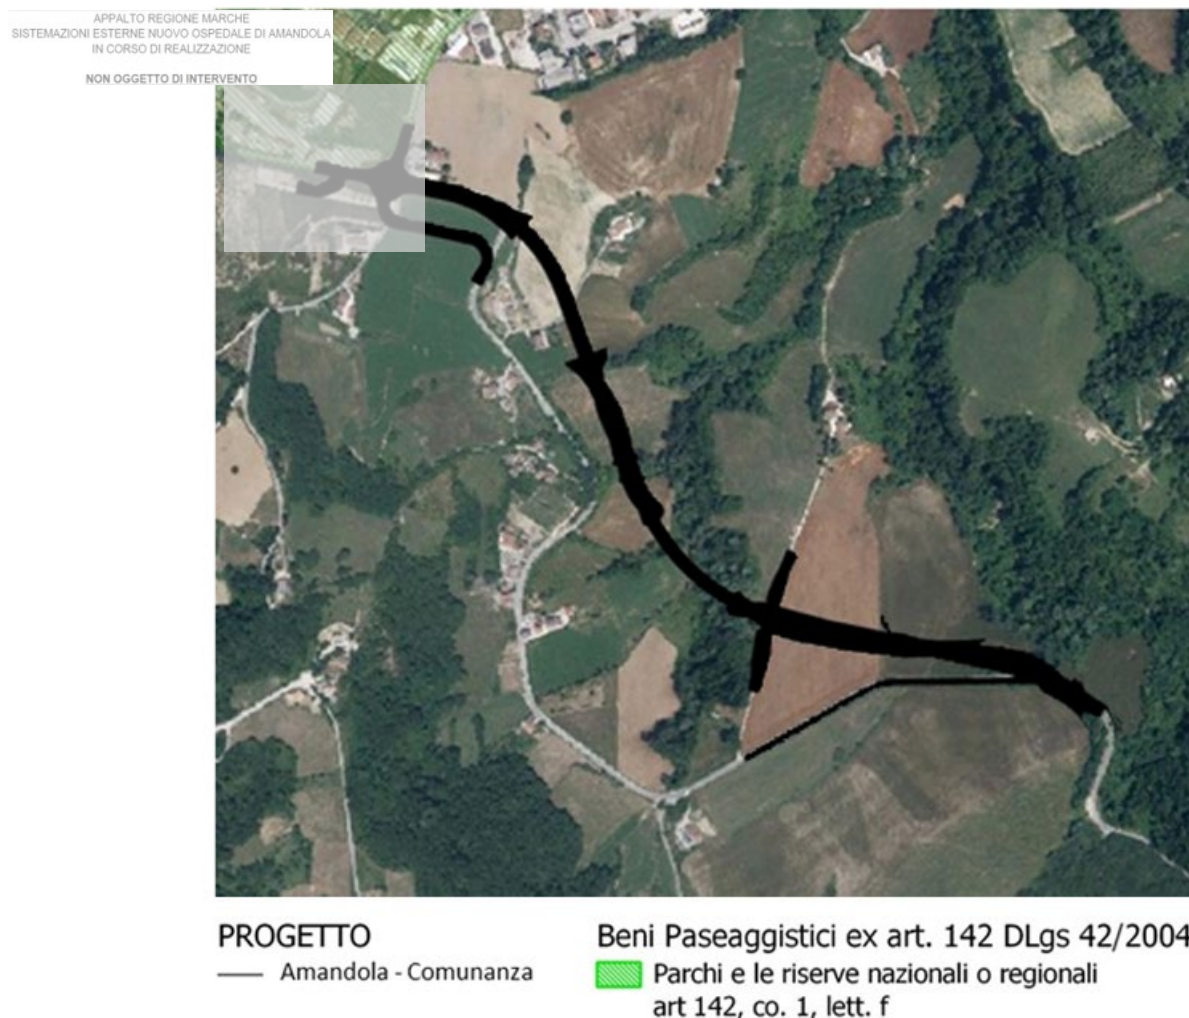 APPALTO REGIONE MARCHE
SISTEMAZIONI ESTERNE NUOVO OSPEDALE DI AMANDOLA
IN CORSO DI REALIZZAZIONE
NON OGGETTO DI INTERVENTO
PROGETTO
Amandola - Comunanza
Beni Paseaggistici ex art. 142 DLgs 42/2004
Parchi e le riserve nazionali o regionali
art 142, co. 1, lett. f